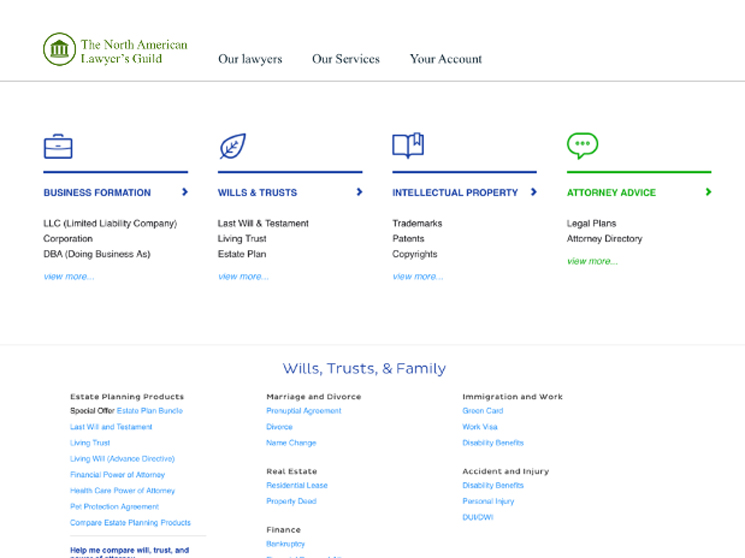 The North American
Lawyer's Guild
Our lawyers
Our Services
Your Account
BUSINESS FORMATION
LLC (Limited Liability Company)
Corporation
DBA (Doing Business As)
view more...
WILLS & TRUSTS
Last Will & Testament
Living Trust
Estate Plan
view more...
INTELLECTUAL PROPERTY
Trademarks
Patents
Copyrights
view more...
ATTORNEY ADVICE
Legal Plans
Attorney Directory
view more...
Wills, Trusts, & Family
Estate Planning Products
Special Offer Estate Plan Bundle
Last Will and Testament
Living Trust
Living Will (Advance Directive)
Financial Power of Attorney
Health Care Power of Attorney
Pet Protection Agreement
Compare Estate Planning Products
Help me compare will, trust, and
Marriage and Divorce
Prenuptial Agreement
Divorce
Name Change
Real Estate
Residential Lease
Property Deed
Finance
Bankruptcy
Immigration and Work
Green Card
Work Visa
Disability Benefits
Accident and Injury
Disability Benefits
Personal Injury
DUI/DWI